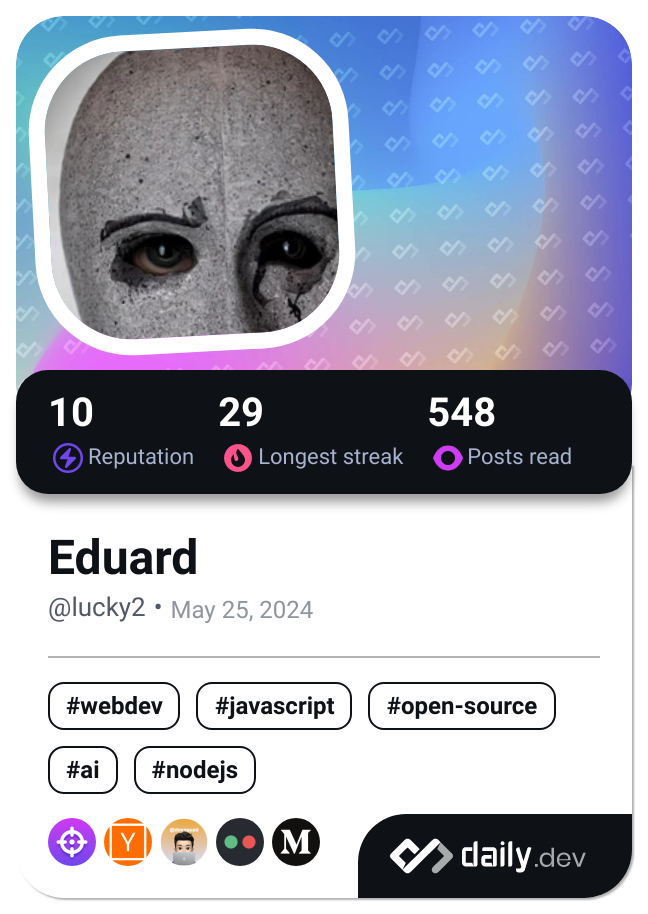 10 29 548
Reputation Longest streak Posts read
Eduard
@lucky2 • May 25, 2024
#webdev #javascript #open-source
#ai #nodejs
Y M
daily.dev